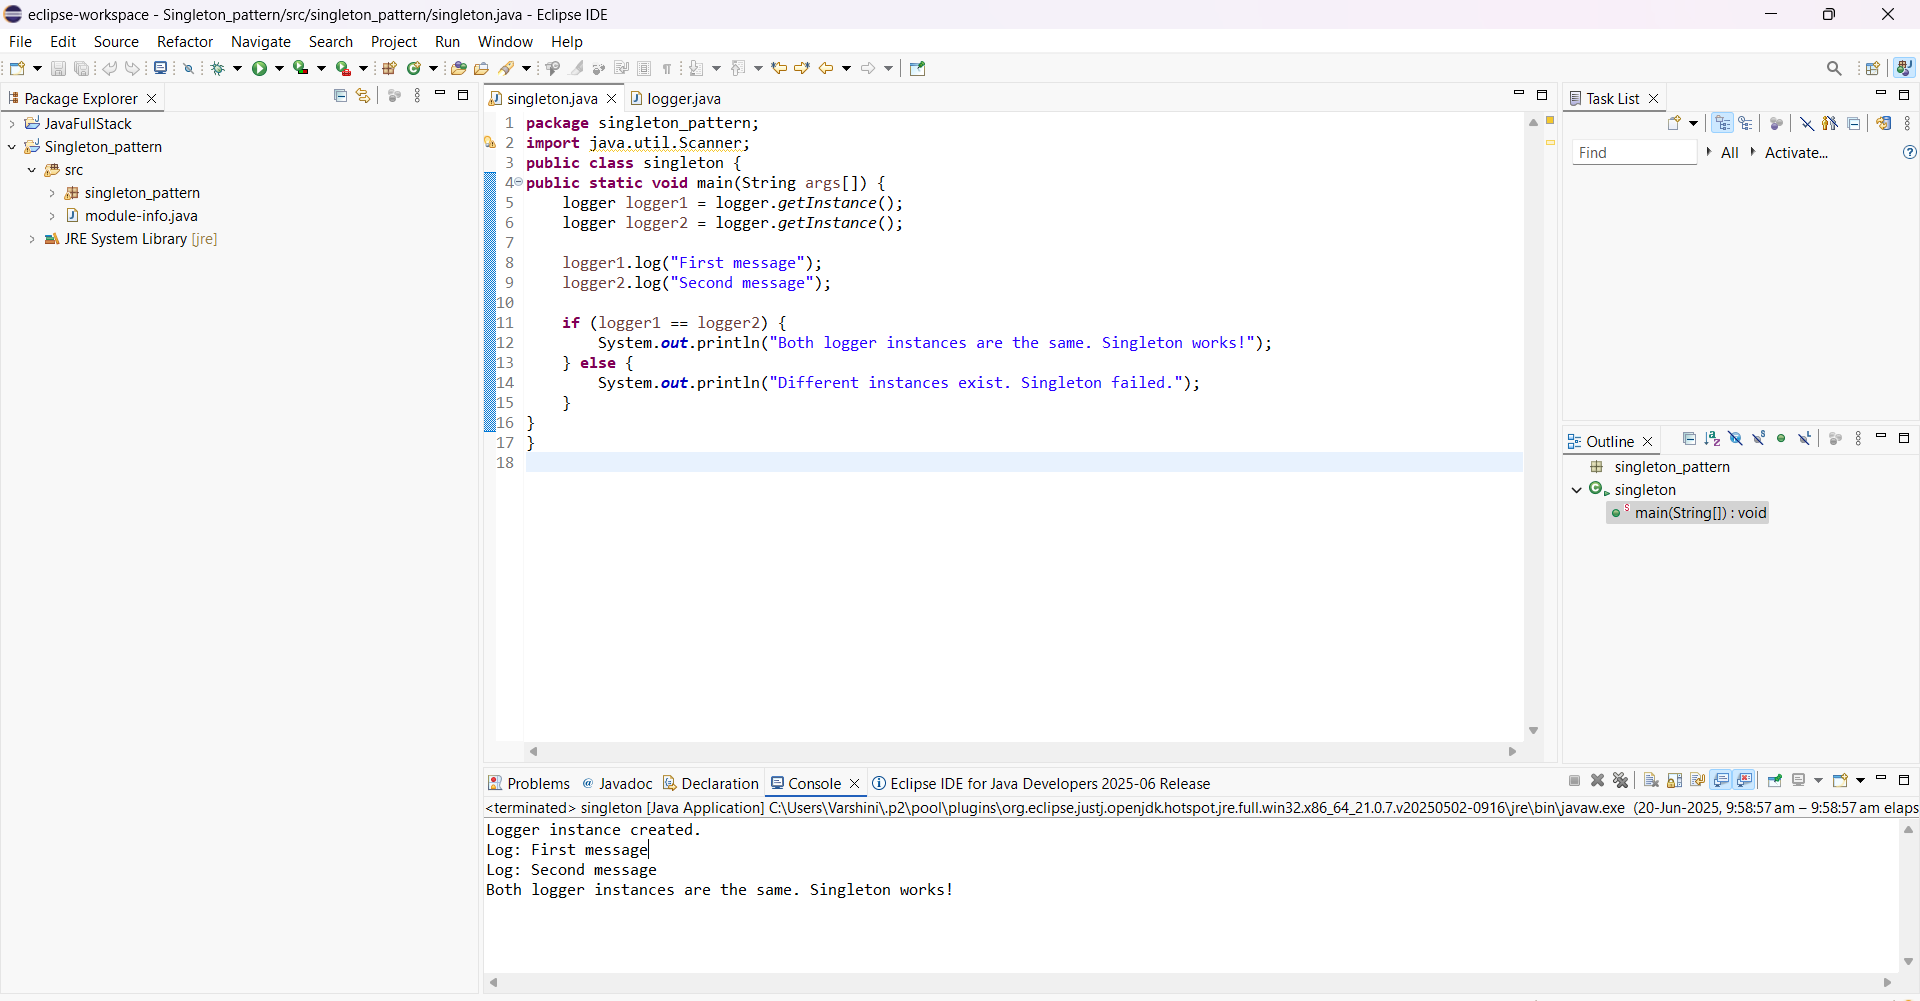 eclipse-workspace - Singleton_pattern/src/singleton_pattern/singleton.java - Eclipse IDE
File Edit Source Refactor Navigate Search Project Run Window Help
Package Explorer
JavaFullStack
Singleton_pattern
src
singleton_pattern
module-info.java
JRE System Library [jre]
singleton.java logger.java
1 package singleton_pattern;
2 import java.util.Scanner;
3 public class singleton {
4 public static void main(String args[]) {
5     logger logger1 = logger.getInstance();
6     logger logger2 = logger.getInstance();
7
8     logger1.log("First message");
9     logger2.log("Second message");
10
11     if (logger1 == logger2) {
12         System.out.println("Both logger instances are the same. Singleton works!");
13     } else {
14         System.out.println("Different instances exist. Singleton failed.");
15     }
16 }
17 }
18
Task List
Find All Activate...
Outline
singleton_pattern
singleton
main(String[]) : void
Problems Javadoc Declaration Console Eclipse IDE for Java Developers 2025-06 Release
<terminated> singleton [Java Application] C:\Users\Varshini\.p2\pool\plugins\org.eclipse.justj.openjdk.hotspot.jre.full.win32.x86_64_21.0.7.v20250502-0916\jre\bin\javaw.exe (20-Jun-2025, 9:58:57 am – 9:58:57 am elaps
Logger instance created.
Log: First message
Log: Second message
Both logger instances are the same. Singleton works!